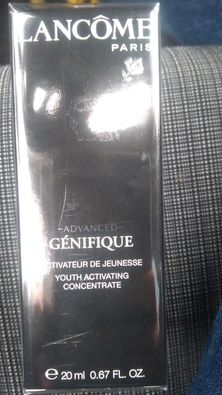 LANCÔME
PARIS
-ADVANCED-
GÉNIFIQUE
ACTIVATEUR DE JEUNESSE
YOUTH ACTIVATING
CONCENTRATE
℮ 20 ml 0.67 FL. OZ.